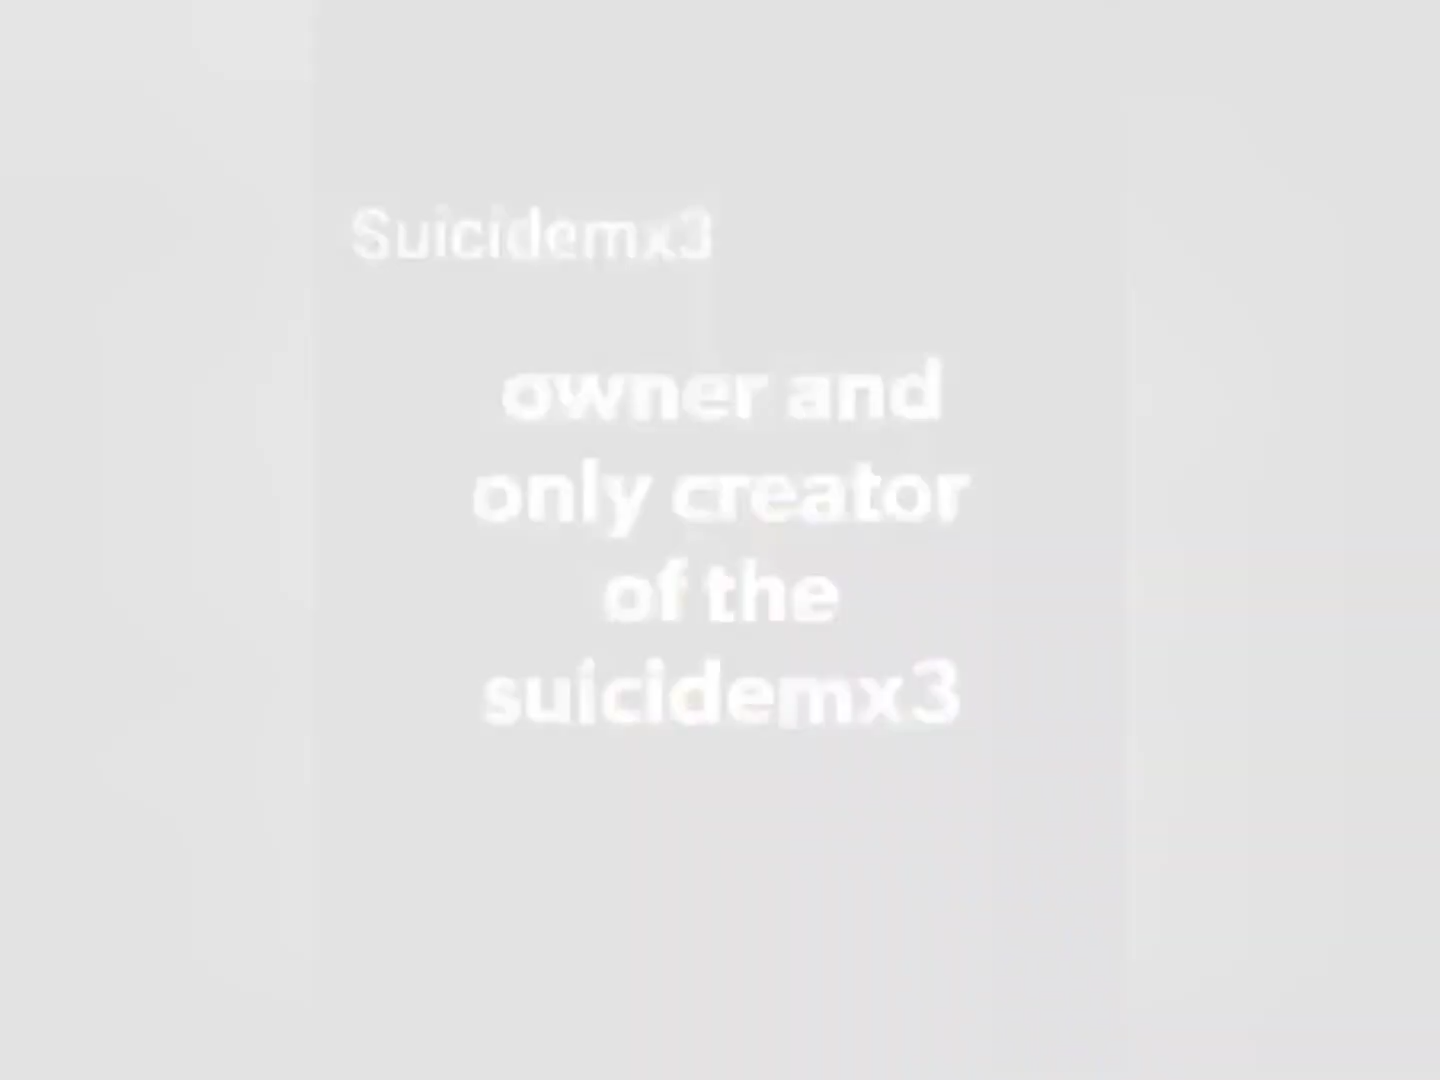 Suicidemx3
owner and
only creator
of the
suicidemx3